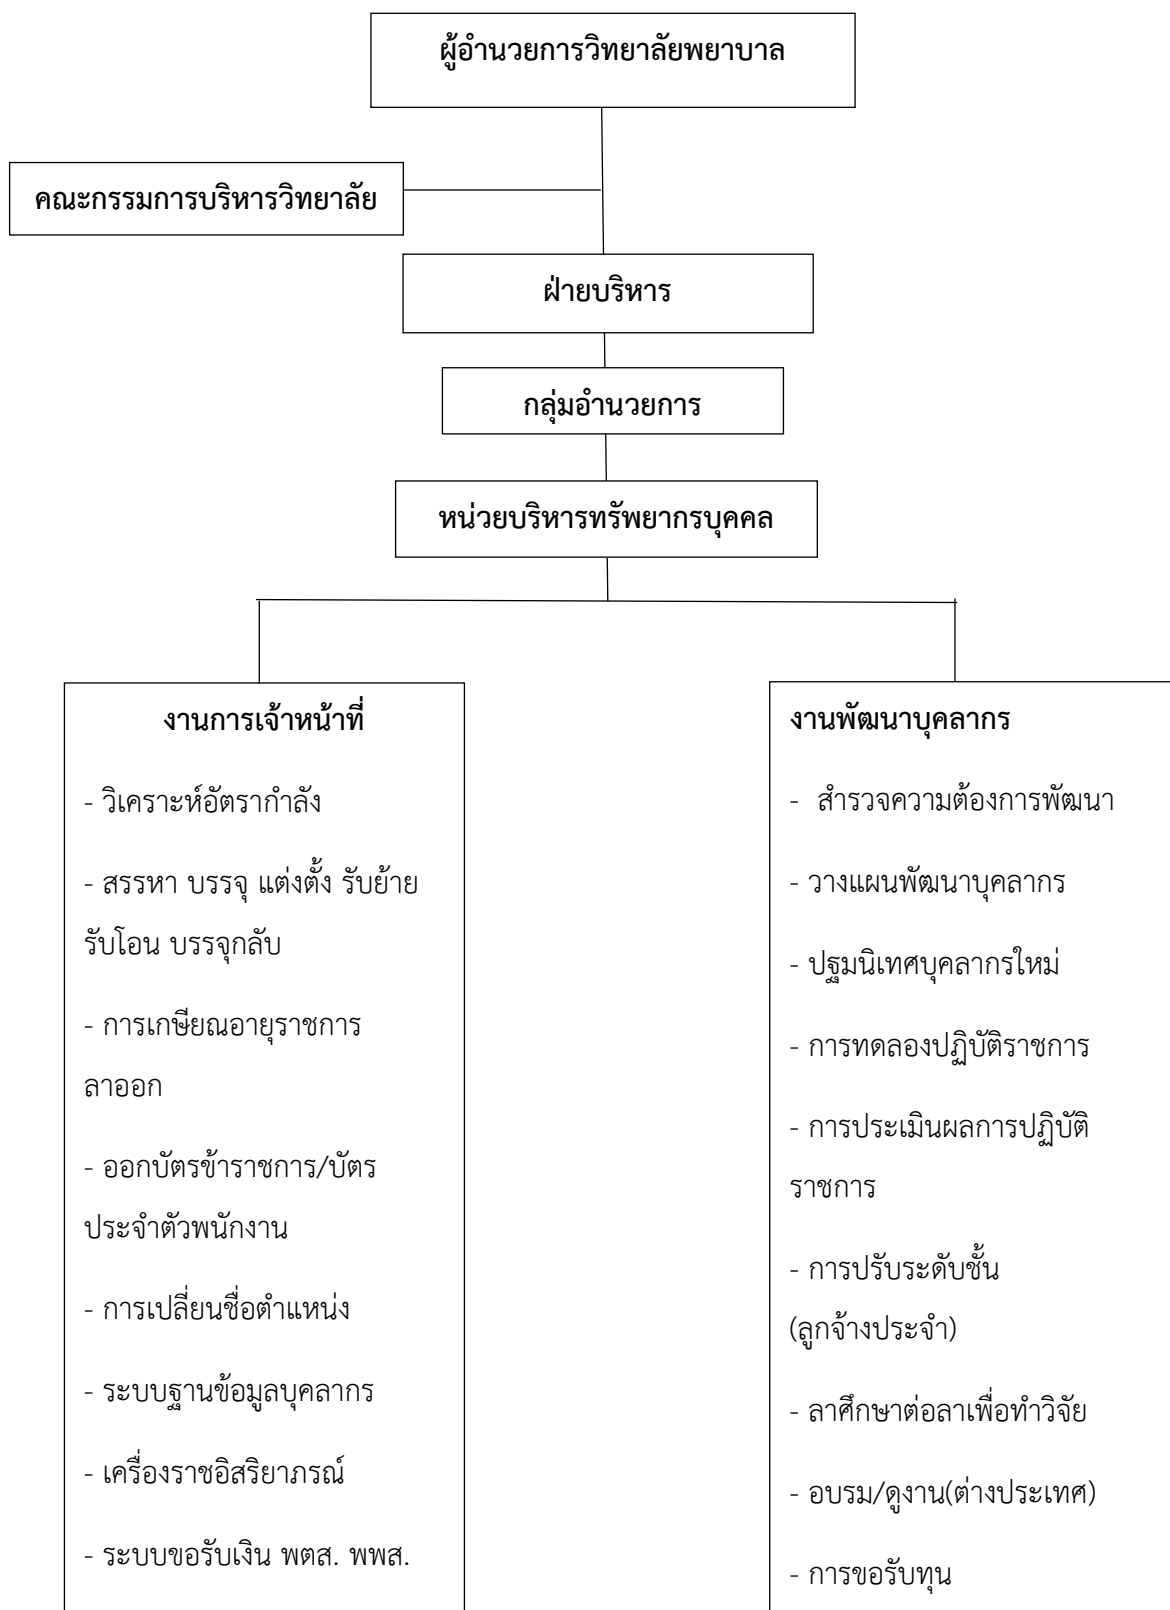 ผู้อำนวยการวิทยาลัยพยาบาล
คณะกรรมการบริหารวิทยาลัย
ฝ่ายบริหาร
กลุ่มอำนวยการ
หน่วยบริหารทรัพยากรบุคคล
งานการเจ้าหน้าที่
- วิเคราะห์อัตรากำลัง
- สรรหา บรรจุ แต่งตั้ง รับย้าย
รับโอน บรรจุกลับ
- การเกษียณอายุราชการ
ลาออก
- ออกบัตรข้าราชการ/บัตร
ประจำตัวพนักงาน
- การเปลี่ยนชื่อตำแหน่ง
- ระบบฐานข้อมูลบุคลากร
- เครื่องราชอิสริยาภรณ์
- ระบบขอรับเงิน พตส. พพส.
งานพัฒนาบุคลากร
- สำรวจความต้องการพัฒนา
- วางแผนพัฒนาบุคลากร
- ปฐมนิเทศบุคลากรใหม่
- การทดลองปฏิบัติราชการ
- การประเมินผลการปฏิบัติ
ราชการ
- การปรับระดับชั้น
(ลูกจ้างประจำ)
- ลาศึกษาต่อลาเพื่อทำวิจัย
- อบรม/ดูงาน(ต่างประเทศ)
- การขอรับทุน